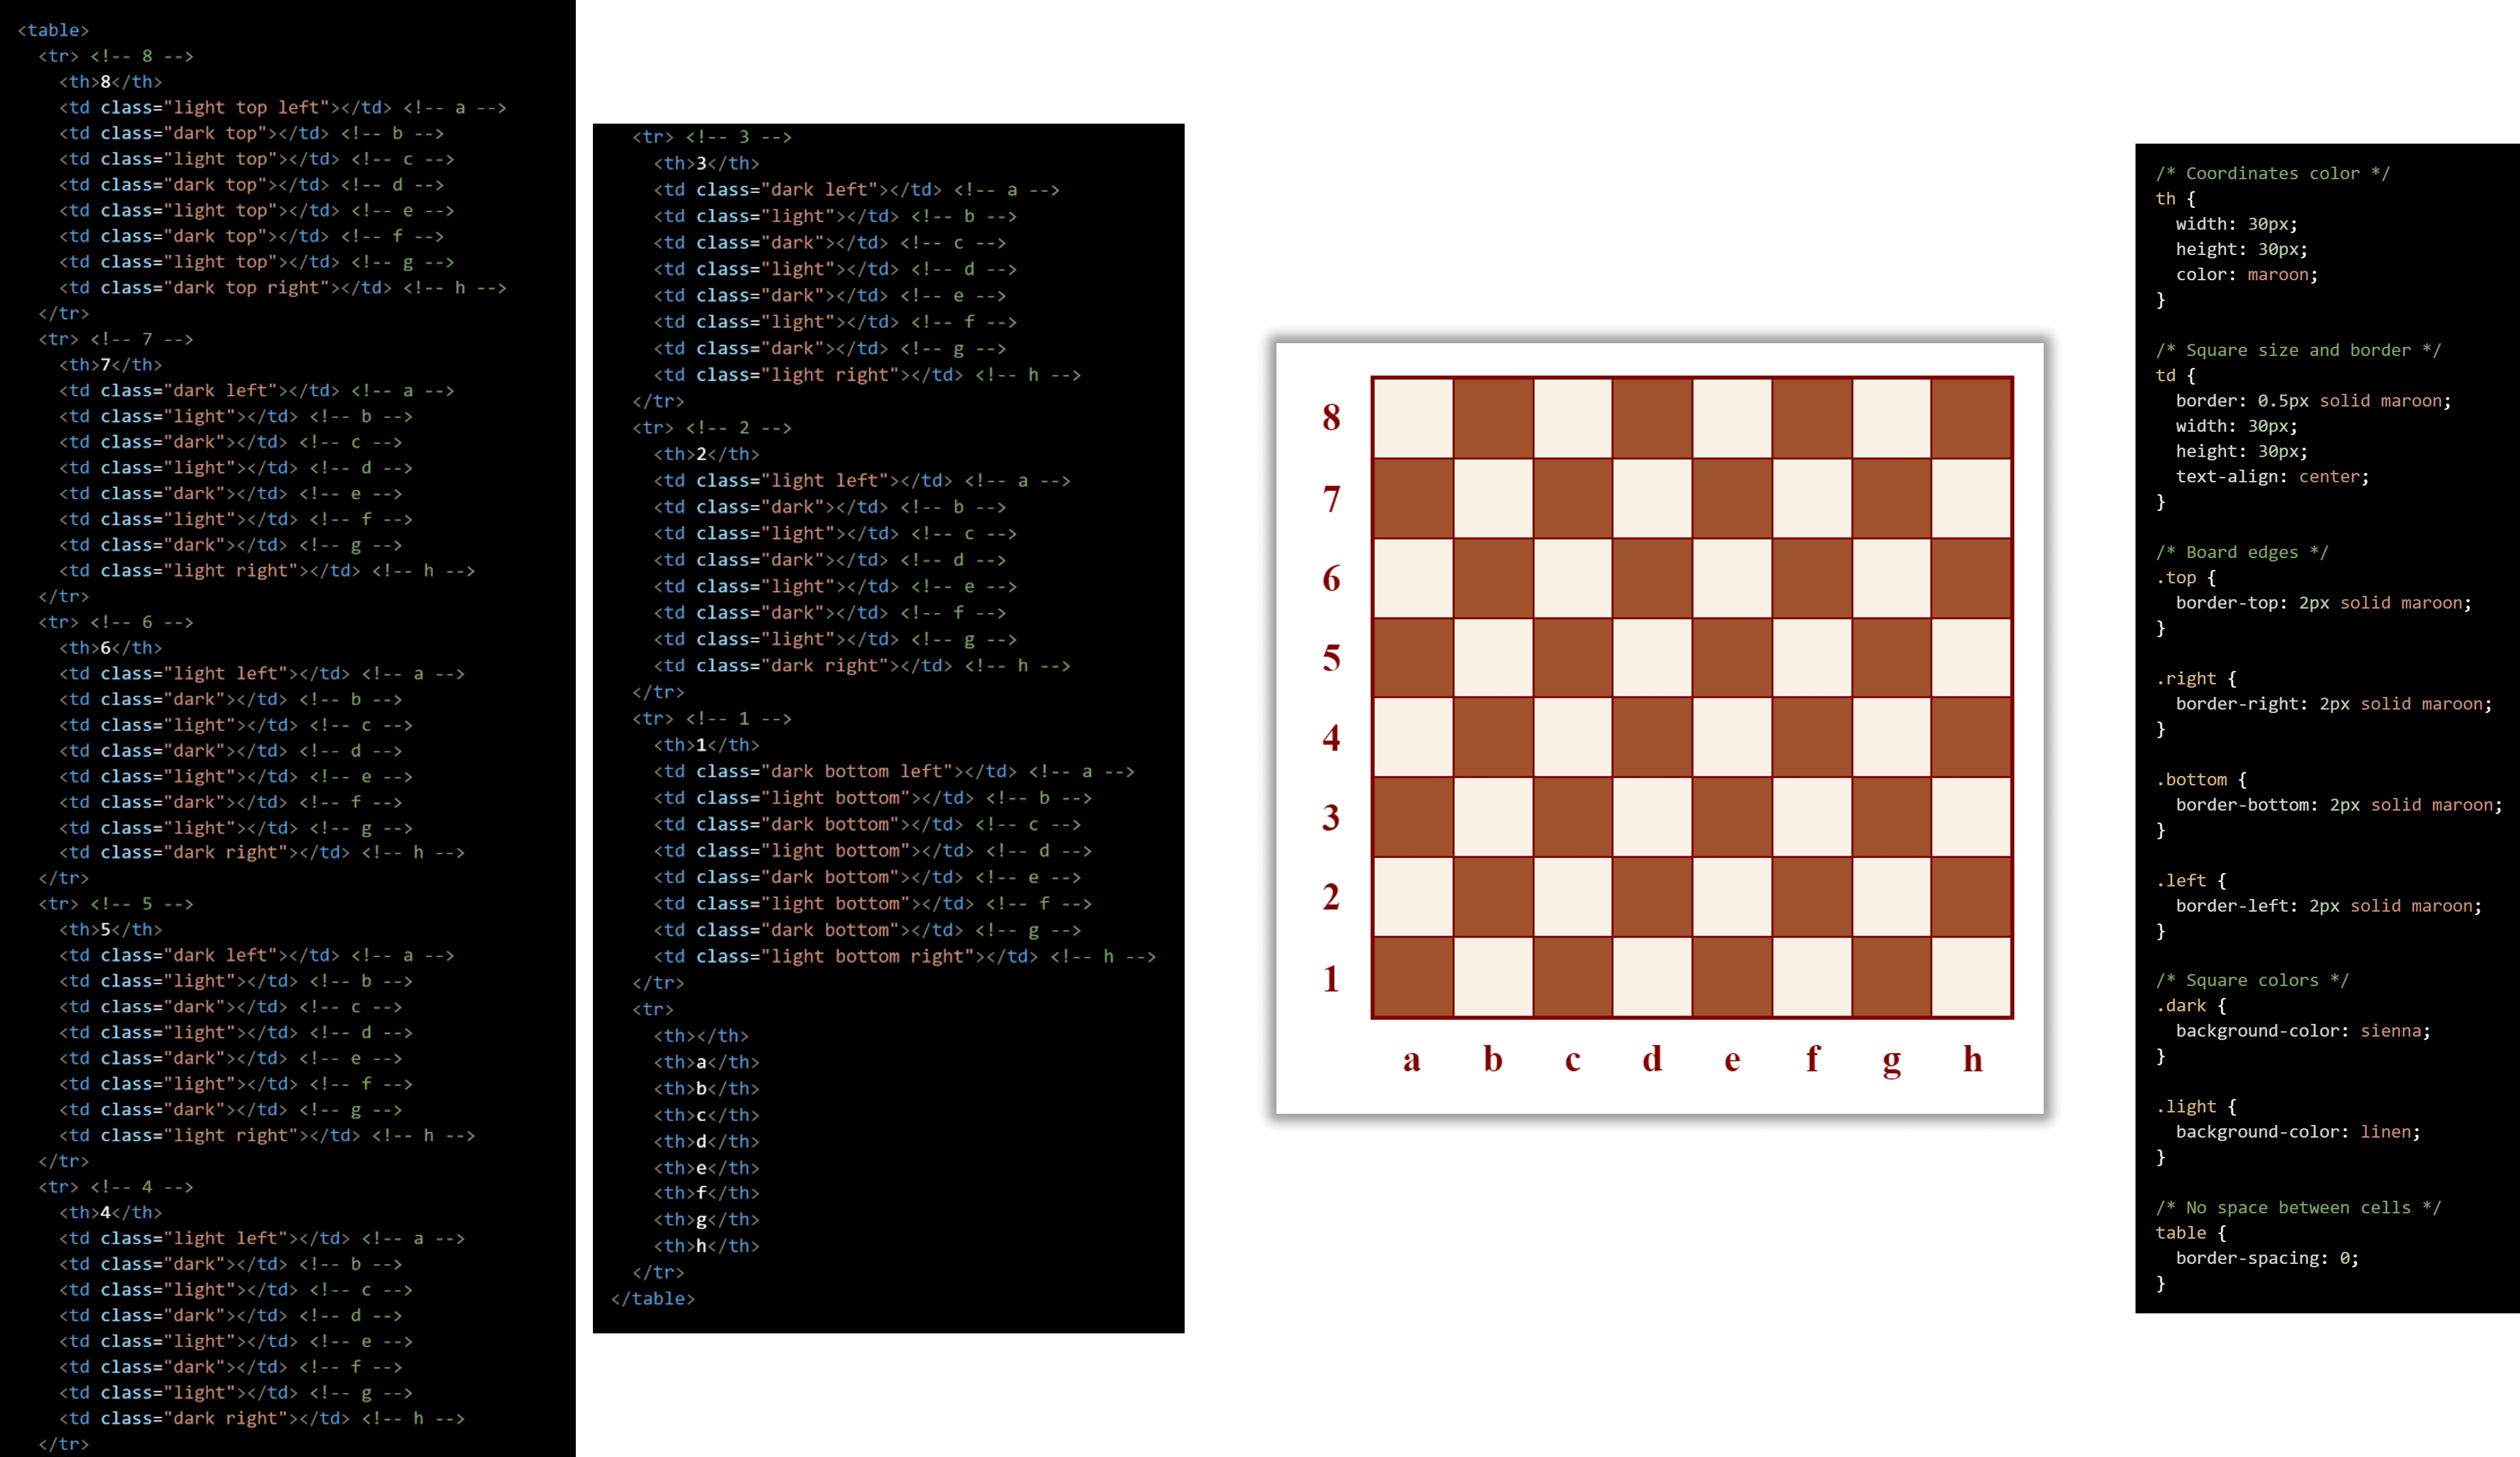 <table>
  <tr> <!-- 8 -->
    <th>8</th>
    <td class="light top left"></td> <!-- a -->
    <td class="dark top"></td> <!-- b -->
    <td class="light top"></td> <!-- c -->
    <td class="dark top"></td> <!-- d -->
    <td class="light top"></td> <!-- e -->
    <td class="dark top"></td> <!-- f -->
    <td class="light top"></td> <!-- g -->
    <td class="dark top right"></td> <!-- h -->
  </tr>
  <tr> <!-- 7 -->
    <th>7</th>
    <td class="dark left"></td> <!-- a -->
    <td class="light"></td> <!-- b -->
    <td class="dark"></td> <!-- c -->
    <td class="light"></td> <!-- d -->
    <td class="dark"></td> <!-- e -->
    <td class="light"></td> <!-- f -->
    <td class="dark"></td> <!-- g -->
    <td class="light right"></td> <!-- h -->
  </tr>
  <tr> <!-- 6 -->
    <th>6</th>
    <td class="light left"></td> <!-- a -->
    <td class="dark"></td> <!-- b -->
    <td class="light"></td> <!-- c -->
    <td class="dark"></td> <!-- d -->
    <td class="light"></td> <!-- e -->
    <td class="dark"></td> <!-- f -->
    <td class="light"></td> <!-- g -->
    <td class="dark right"></td> <!-- h -->
  </tr>
  <tr> <!-- 5 -->
    <th>5</th>
    <td class="dark left"></td> <!-- a -->
    <td class="light"></td> <!-- b -->
    <td class="dark"></td> <!-- c -->
    <td class="light"></td> <!-- d -->
    <td class="dark"></td> <!-- e -->
    <td class="light"></td> <!-- f -->
    <td class="dark"></td> <!-- g -->
    <td class="light right"></td> <!-- h -->
  </tr>
  <tr> <!-- 4 -->
    <th>4</th>
    <td class="light left"></td> <!-- a -->
    <td class="dark"></td> <!-- b -->
    <td class="light"></td> <!-- c -->
    <td class="dark"></td> <!-- d -->
    <td class="light"></td> <!-- e -->
    <td class="dark"></td> <!-- f -->
    <td class="light"></td> <!-- g -->
    <td class="dark right"></td> <!-- h -->
  </tr>
  <tr> <!-- 3 -->
    <th>3</th>
    <td class="dark left"></td> <!-- a -->
    <td class="light"></td> <!-- b -->
    <td class="dark"></td> <!-- c -->
    <td class="light"></td> <!-- d -->
    <td class="dark"></td> <!-- e -->
    <td class="light"></td> <!-- f -->
    <td class="dark"></td> <!-- g -->
    <td class="light right"></td> <!-- h -->
  </tr>
  <tr> <!-- 2 -->
    <th>2</th>
    <td class="light left"></td> <!-- a -->
    <td class="dark"></td> <!-- b -->
    <td class="light"></td> <!-- c -->
    <td class="dark"></td> <!-- d -->
    <td class="light"></td> <!-- e -->
    <td class="dark"></td> <!-- f -->
    <td class="light"></td> <!-- g -->
    <td class="dark right"></td> <!-- h -->
  </tr>
  <tr> <!-- 1 -->
    <th>1</th>
    <td class="dark bottom left"></td> <!-- a -->
    <td class="light bottom"></td> <!-- b -->
    <td class="dark bottom"></td> <!-- c -->
    <td class="light bottom"></td> <!-- d -->
    <td class="dark bottom"></td> <!-- e -->
    <td class="light bottom"></td> <!-- f -->
    <td class="dark bottom"></td> <!-- g -->
    <td class="light bottom right"></td> <!-- h -->
  </tr>
  <tr>
    <th></th>
    <th>a</th>
    <th>b</th>
    <th>c</th>
    <th>d</th>
    <th>e</th>
    <th>f</th>
    <th>g</th>
    <th>h</th>
  </tr>
</table>
8
7
6
5
4
3
2
1
a b c d e f g h
/* Coordinates color */
th {
  width: 30px;
  height: 30px;
  color: maroon;
}
/* Square size and border */
td {
  border: 0.5px solid maroon;
  width: 30px;
  height: 30px;
  text-align: center;
}
/* Board edges */
.top {
  border-top: 2px solid maroon;
}
.right {
  border-right: 2px solid maroon;
}
.bottom {
  border-bottom: 2px solid maroon;
}
.left {
  border-left: 2px solid maroon;
}
/* Square colors */
.dark {
  background-color: sienna;
}
.light {
  background-color: linen;
}
/* No space between cells */
table {
  border-spacing: 0;
}